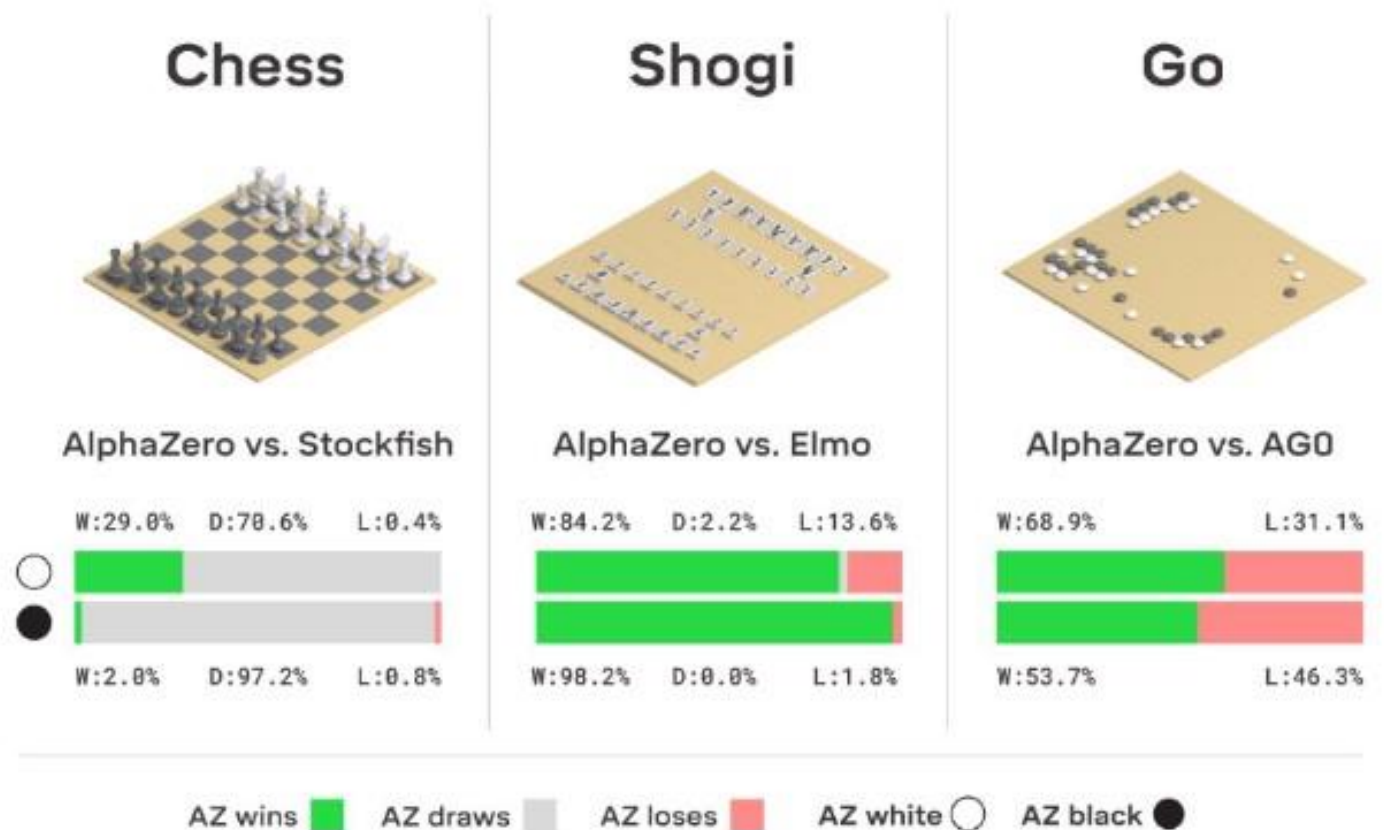 Chess
Shogi
Go
AlphaZero vs. Stockfish
AlphaZero vs. Elmo
AlphaZero vs. AG0
W:29.0% D:70.6% L:0.4%
W:84.2% D:2.2% L:13.6%
W:68.9% L:31.1%
W:2.0% D:97.2% L:0.8%
W:98.2% D:0.0% L:1.8%
W:53.7% L:46.3%
AZ wins AZ draws AZ loses AZ white AZ black